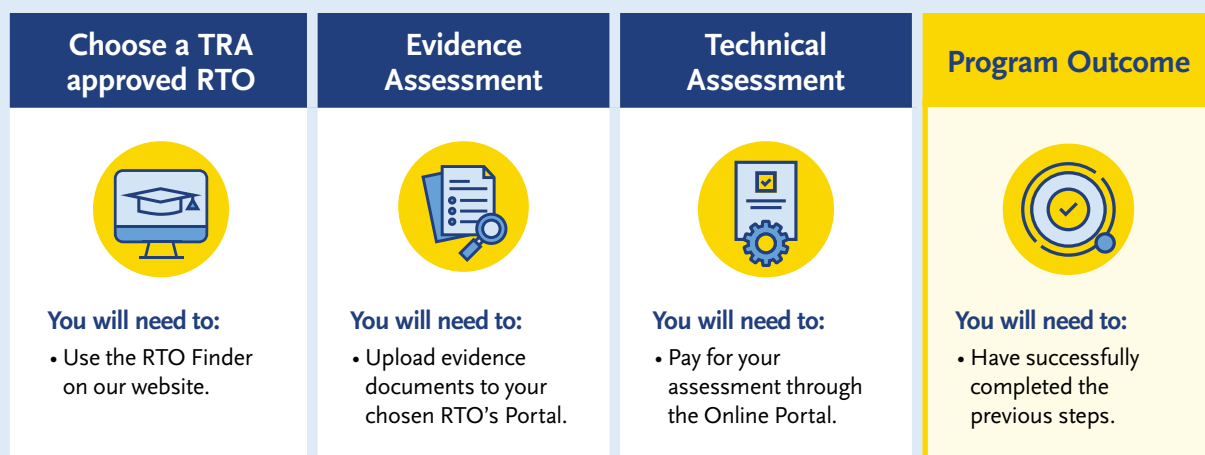 Choose a TRA
approved RTO
You will need to:
• Use the RTO Finder
on our website.
Evidence
Assessment
You will need to:
• Upload evidence
documents to your
chosen RTO’s Portal.
Technical
Assessment
You will need to:
• Pay for your
assessment through
the Online Portal.
Program Outcome
You will need to:
• Have successfully
completed the
previous steps.